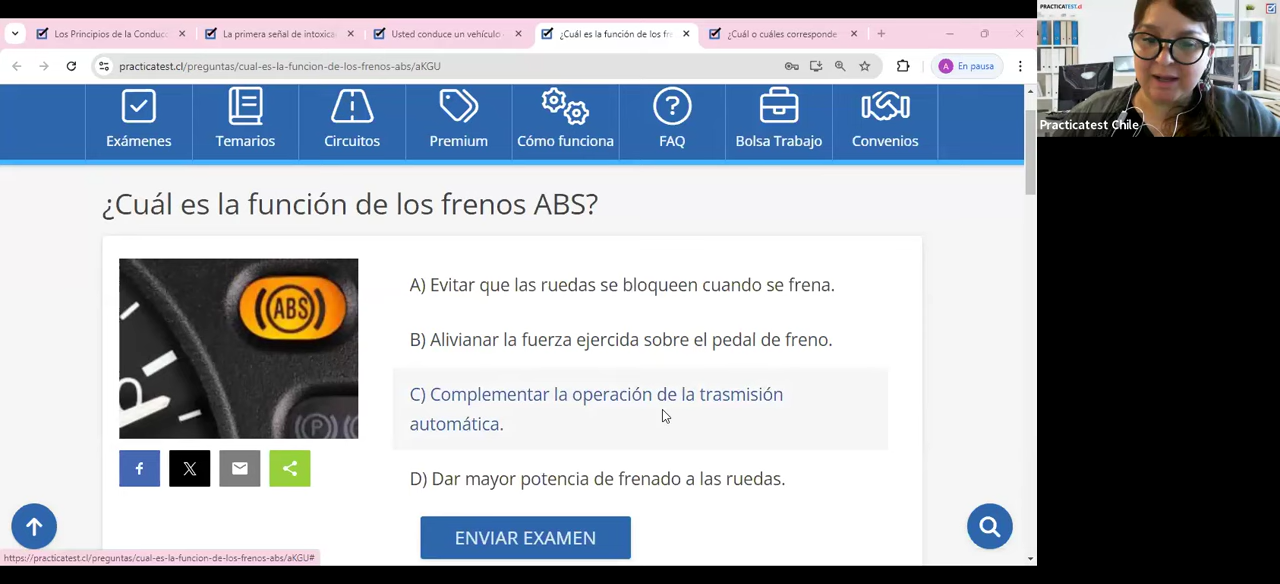 Los Principios de la Conducc
La primera señal de intoxica
Usted conduce un vehículo
¿Cuál es la función de los fre
¿Cuál o cuáles corresponde
practicatest.cl/preguntas/cual-es-la-funcion-de-los-frenos-abs/aKGU
A
En pausa
PRACTICATEST.cl
Practicatest Chile
Exámenes
Temarios
Circuitos
Premium
Cómo funciona
FAQ
Bolsa Trabajo
Convenios
¿Cuál es la función de los frenos ABS?
ABS
P
A) Evitar que las ruedas se bloqueen cuando se frena.
B) Alivianar la fuerza ejercida sobre el pedal de freno.
C) Complementar la operación de la trasmisión
automática.
D) Dar mayor potencia de frenado a las ruedas.
ENVIAR EXAMEN
https://practicatest.cl/preguntas/cual-es-la-funcion-de-los-frenos-abs/aKGU#